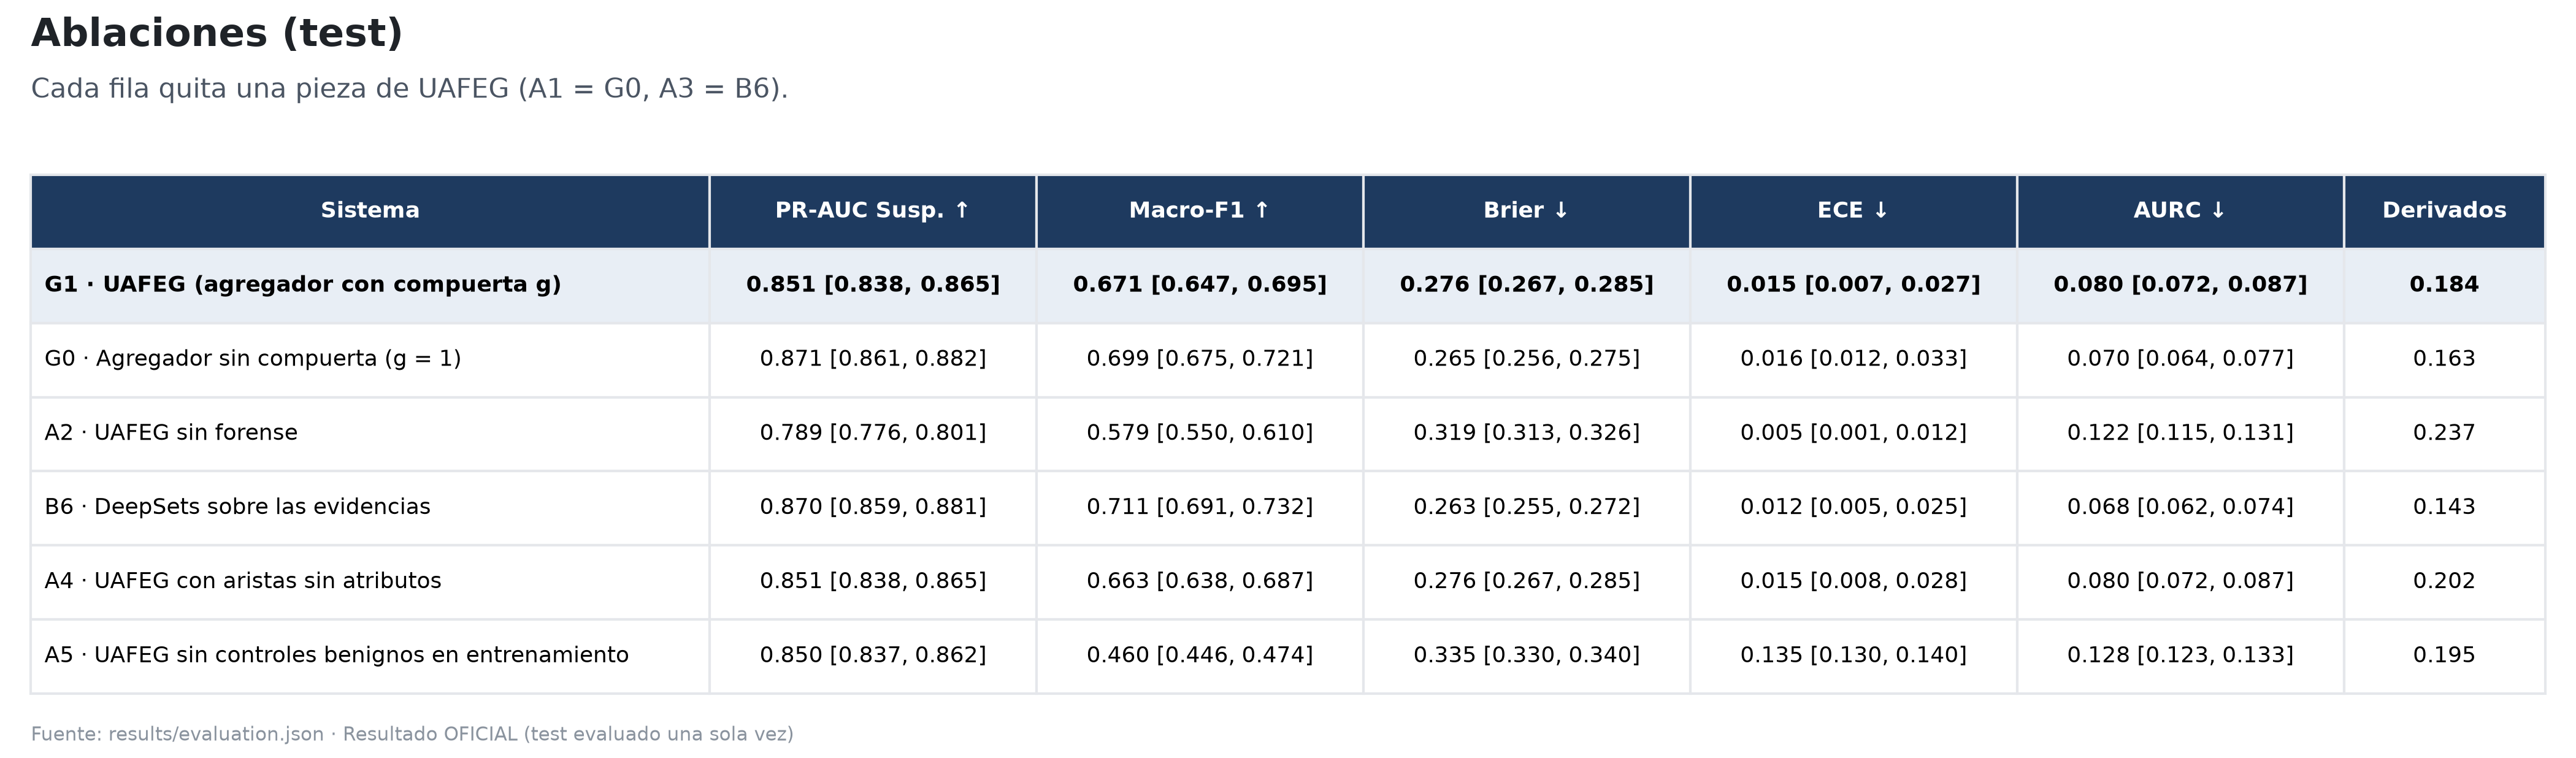 Ablaciones (test)
Cada fila quita una pieza de UAFEG (A1 = G0, A3 = B6).
Sistema PR-AUC Susp. ↑ Macro-F1 ↑ Brier ↓ ECE ↓ AURC ↓ Derivados
G1 · UAFEG (agregador con compuerta g) 0.851 [0.838, 0.865] 0.671 [0.647, 0.695] 0.276 [0.267, 0.285] 0.015 [0.007, 0.027] 0.080 [0.072, 0.087] 0.184
G0 · Agregador sin compuerta (g = 1) 0.871 [0.861, 0.882] 0.699 [0.675, 0.721] 0.265 [0.256, 0.275] 0.016 [0.012, 0.033] 0.070 [0.064, 0.077] 0.163
A2 · UAFEG sin forense 0.789 [0.776, 0.801] 0.579 [0.550, 0.610] 0.319 [0.313, 0.326] 0.005 [0.001, 0.012] 0.122 [0.115, 0.131] 0.237
B6 · DeepSets sobre las evidencias 0.870 [0.859, 0.881] 0.711 [0.691, 0.732] 0.263 [0.255, 0.272] 0.012 [0.005, 0.025] 0.068 [0.062, 0.074] 0.143
A4 · UAFEG con aristas sin atributos 0.851 [0.838, 0.865] 0.663 [0.638, 0.687] 0.276 [0.267, 0.285] 0.015 [0.008, 0.028] 0.080 [0.072, 0.087] 0.202
A5 · UAFEG sin controles benignos en entrenamiento 0.850 [0.837, 0.862] 0.460 [0.446, 0.474] 0.335 [0.330, 0.340] 0.135 [0.130, 0.140] 0.128 [0.123, 0.133] 0.195
Fuente: results/evaluation.json · Resultado OFICIAL (test evaluado una sola vez)